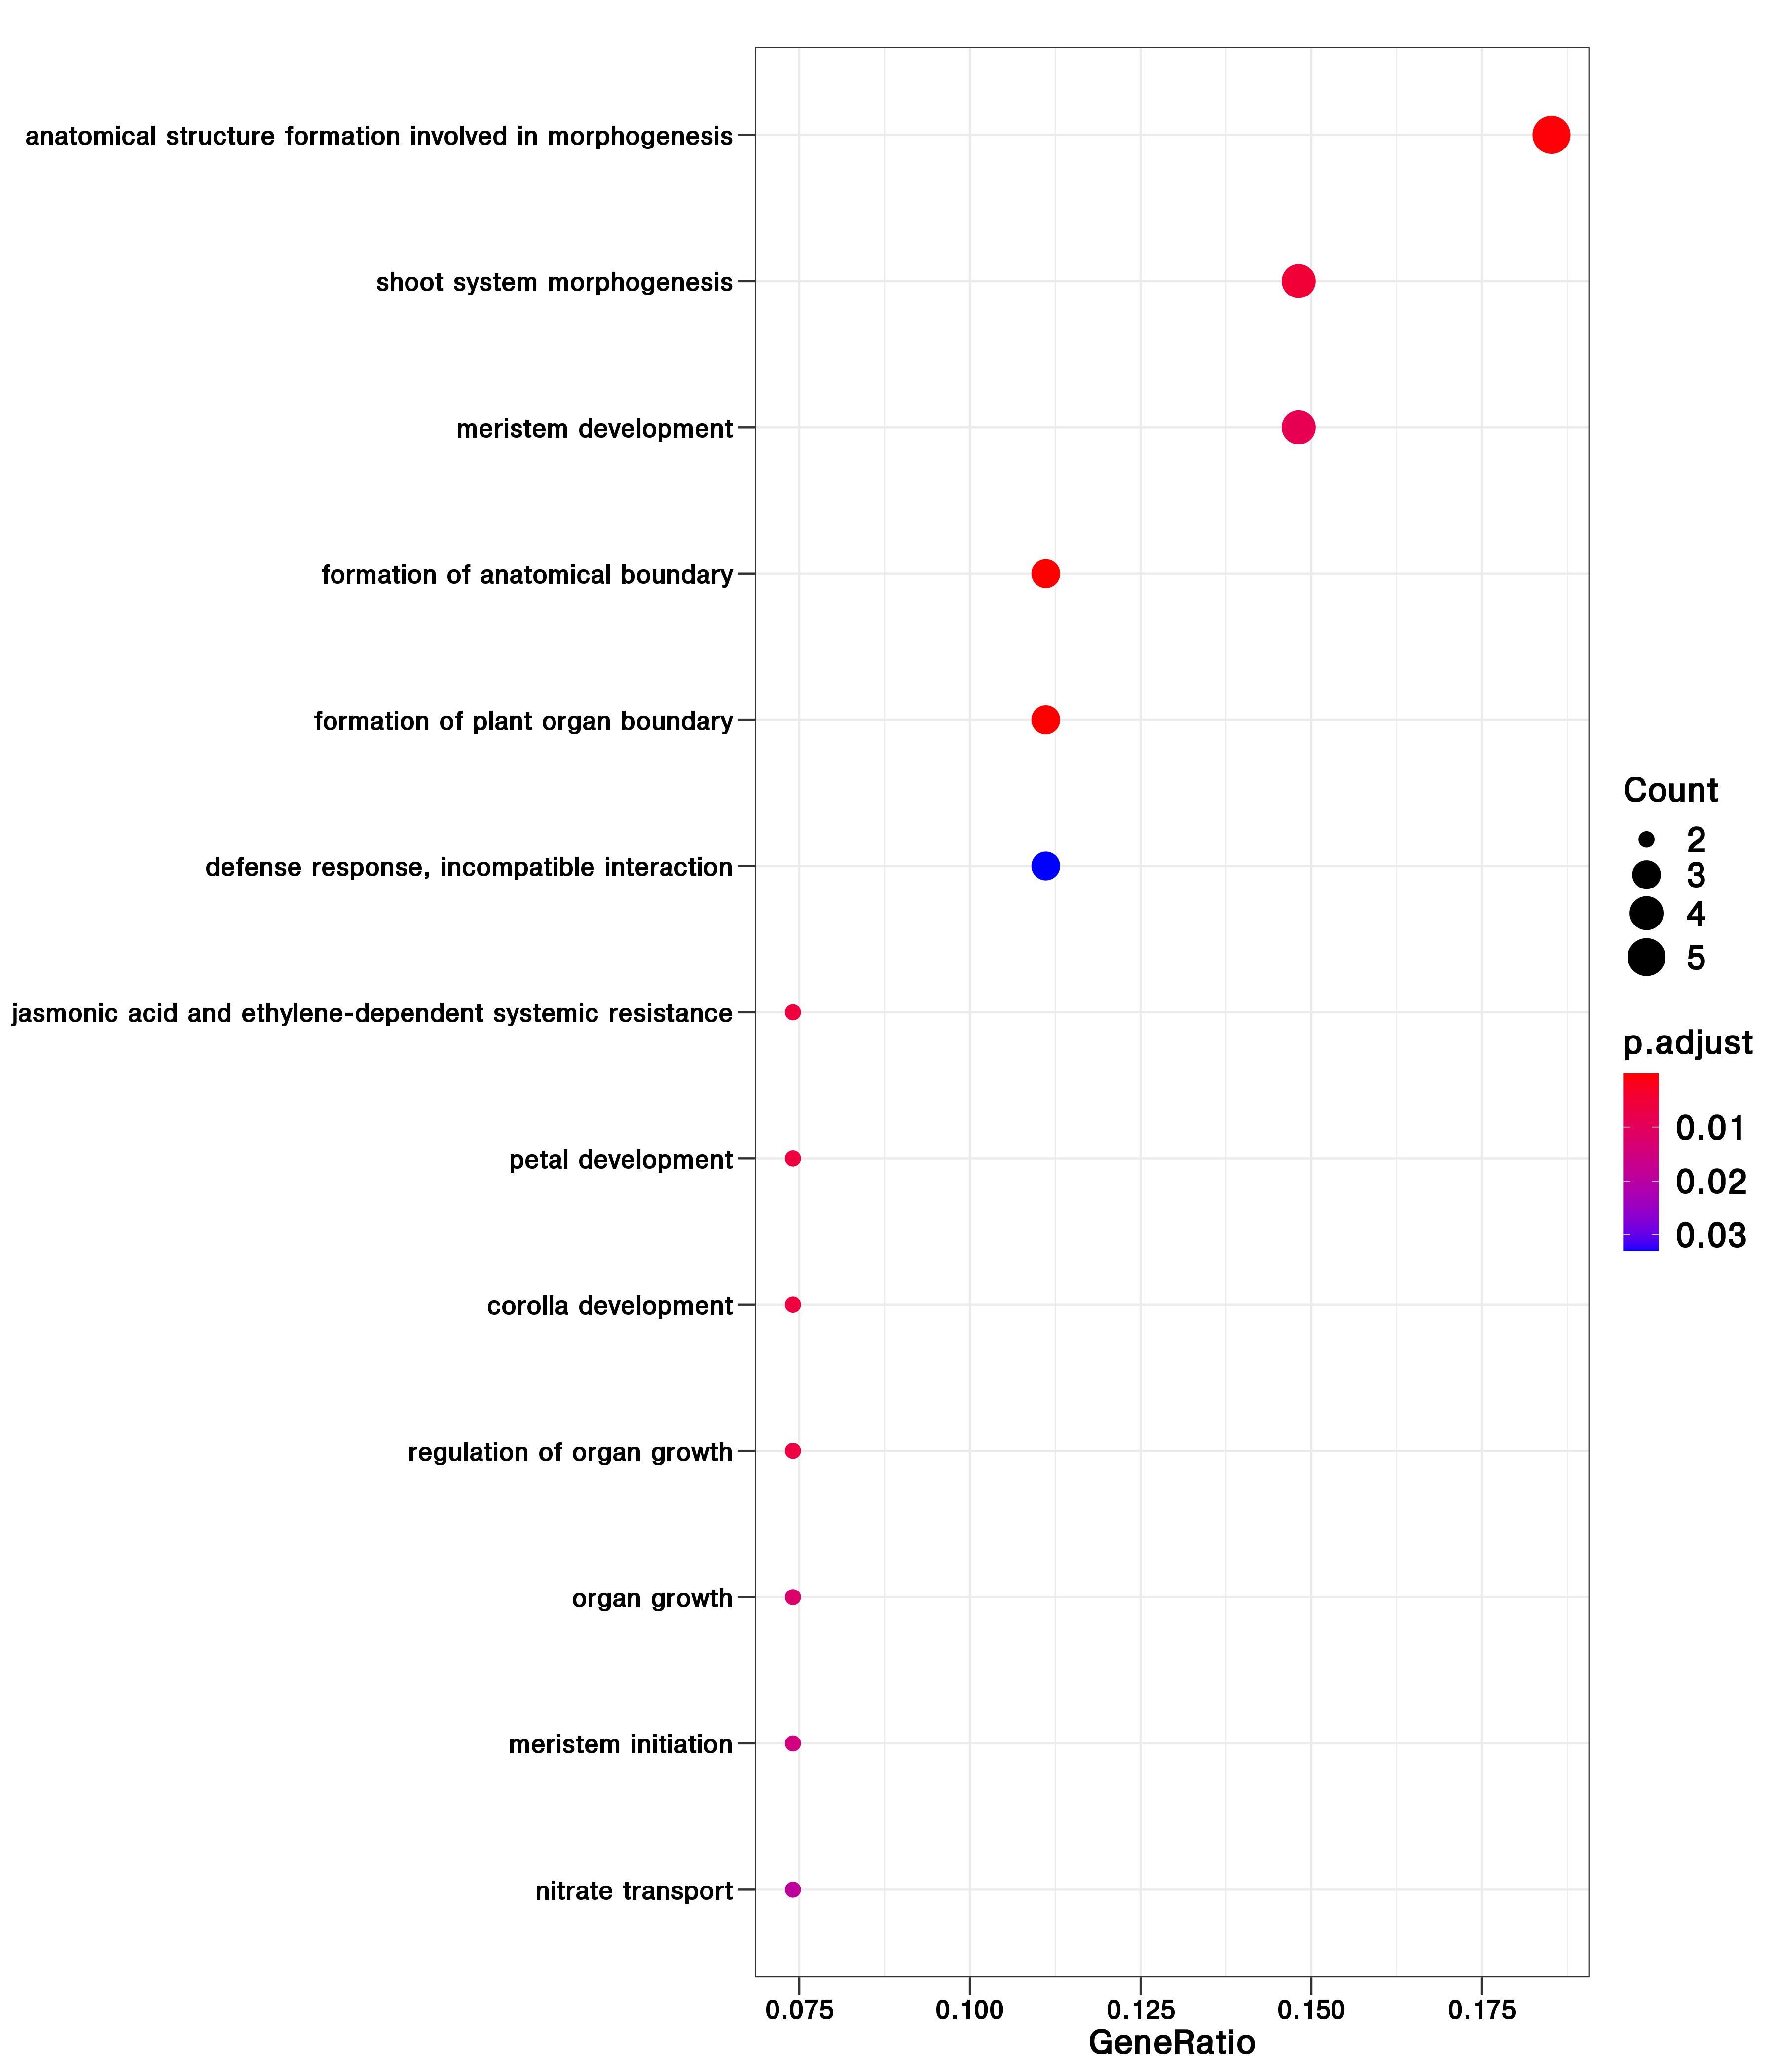 anatomical structure formation involved in morphogenesis
shoot system morphogenesis
meristem development
formation of anatomical boundary
formation of plant organ boundary
defense response, incompatible interaction
jasmonic acid and ethylene-dependent systemic resistance
petal development
corolla development
regulation of organ growth
organ growth
meristem initiation
nitrate transport
0.075 0.100 0.125 0.150 0.175
GeneRatio
Count
2
3
4
5
p.adjust
0.01
0.02
0.03